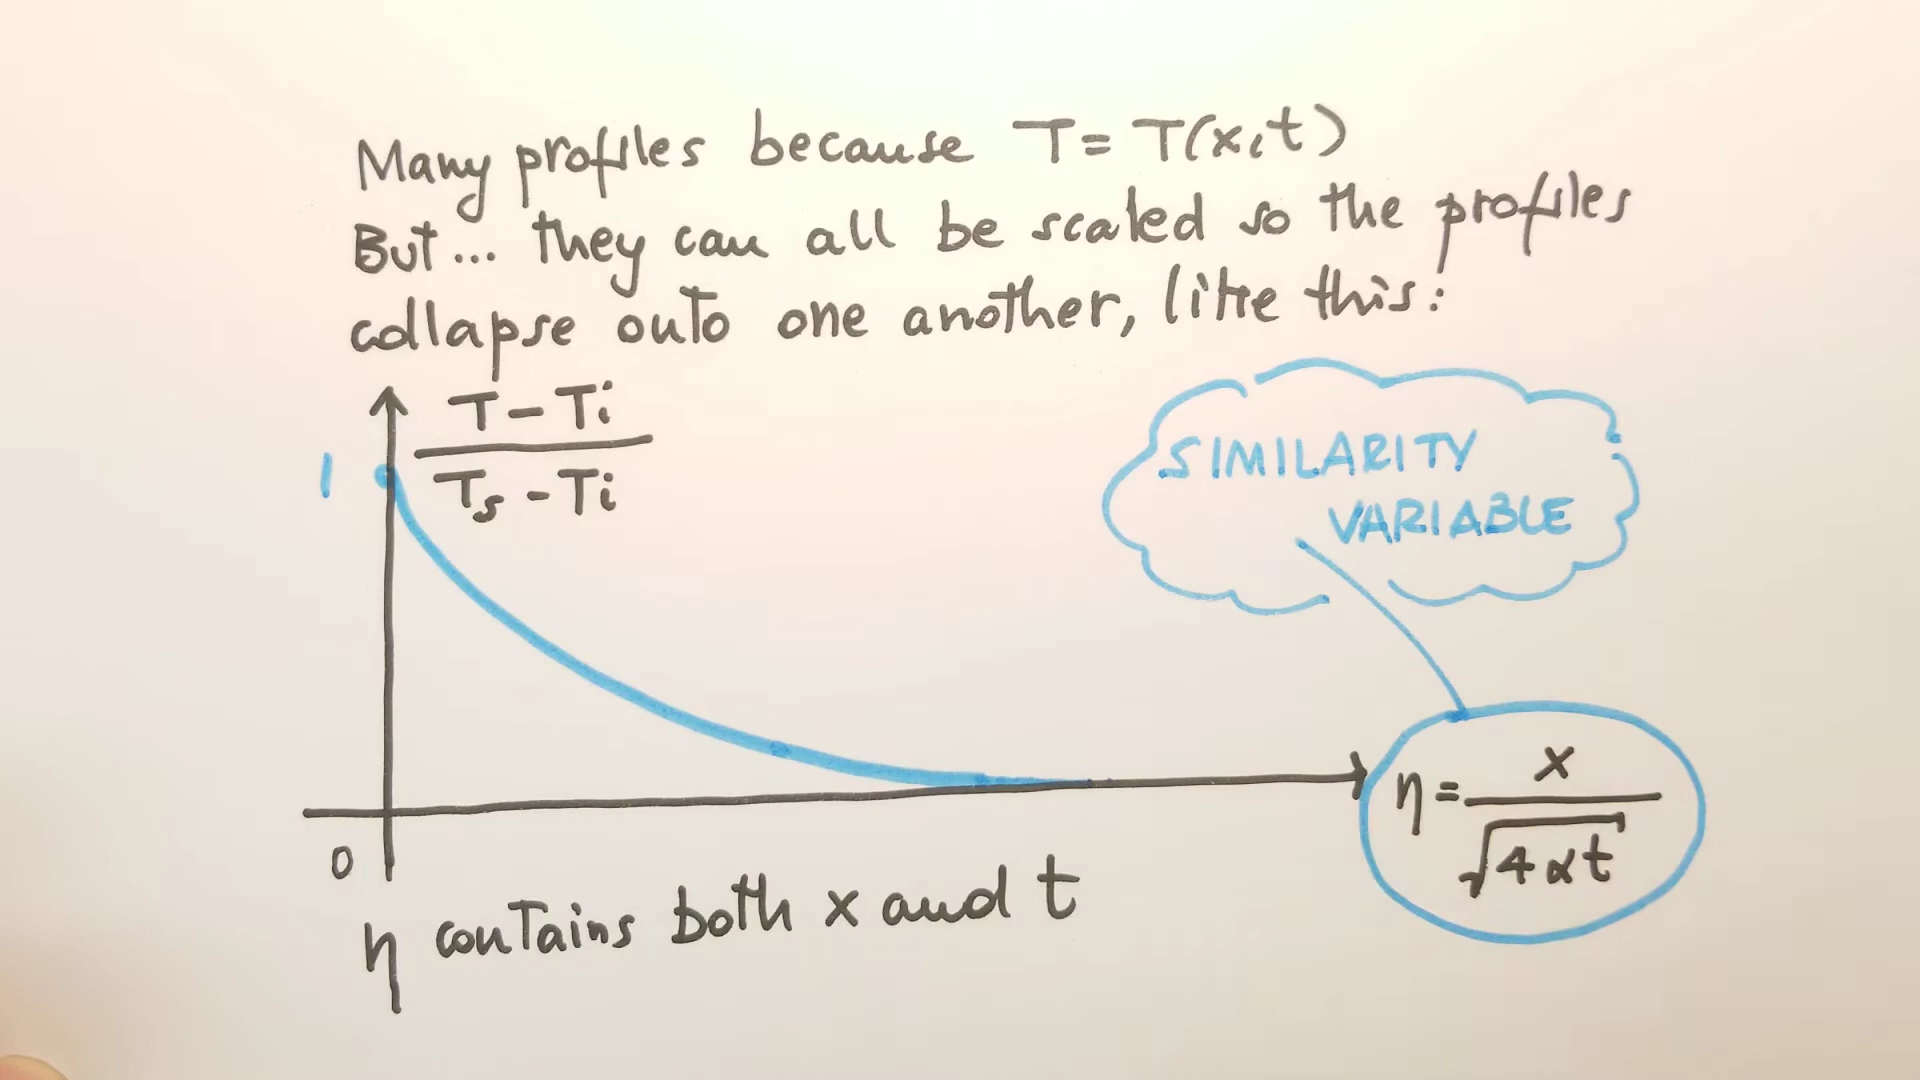 Many profiles because T = T(x,t)
But... they can all be scaled so the profiles
collapse onto one another, like this:
T - Ti
Ts - Ti
1
SIMILARITY
VARIABLE
η = x
√4αt
0
η contains both x and t